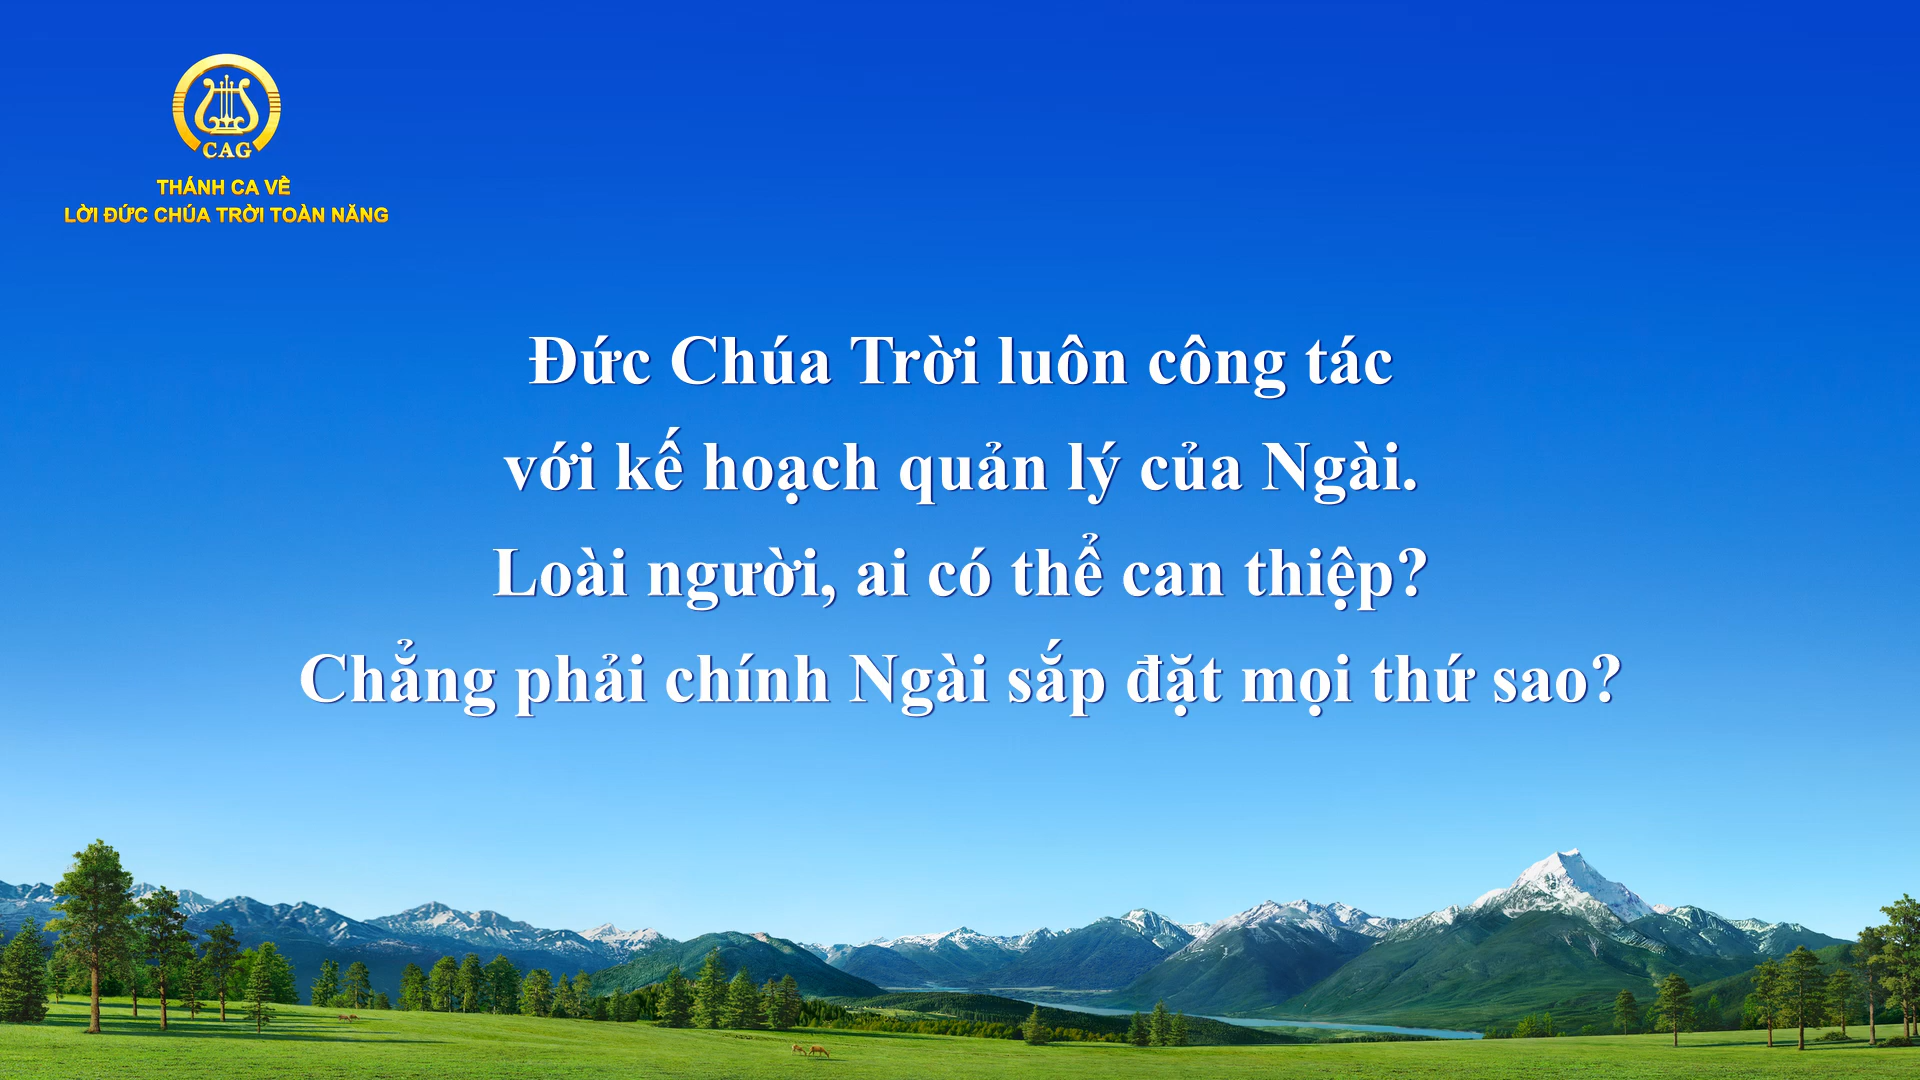 CAG
THÁNH CA VỀ
LỜI ĐỨC CHÚA TRỜI TOÀN NĂNG
Đức Chúa Trời luôn công tác
với kế hoạch quản lý của Ngài.
Loài người, ai có thể can thiệp?
Chẳng phải chính Ngài sắp đặt mọi thứ sao?